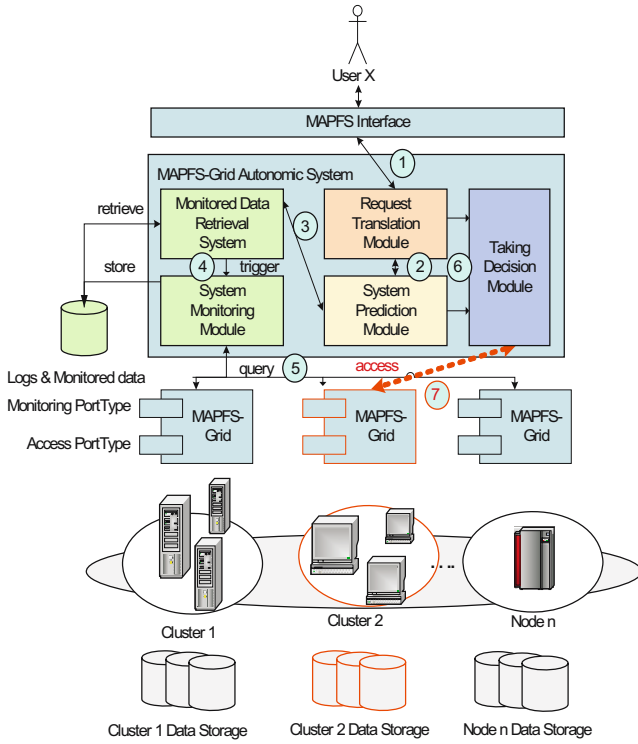 User X
MAPFS Interface
1
MAPFS-Grid Autonomic System
retrieve
Monitored Data
Retrieval
System
3
Request
Translation
Module
Taking
Decision
Module
store
4
trigger
2
6
System
Monitoring
Module
System
Prediction
Module
Logs & Monitored data
query
5
access
7
Monitoring PortType
Access PortType
MAPFS-
Grid
MAPFS-
Grid
MAPFS-
Grid
....
Cluster 1
Cluster 2
Node n
Cluster 1 Data Storage
Cluster 2 Data Storage
Node n Data Storage